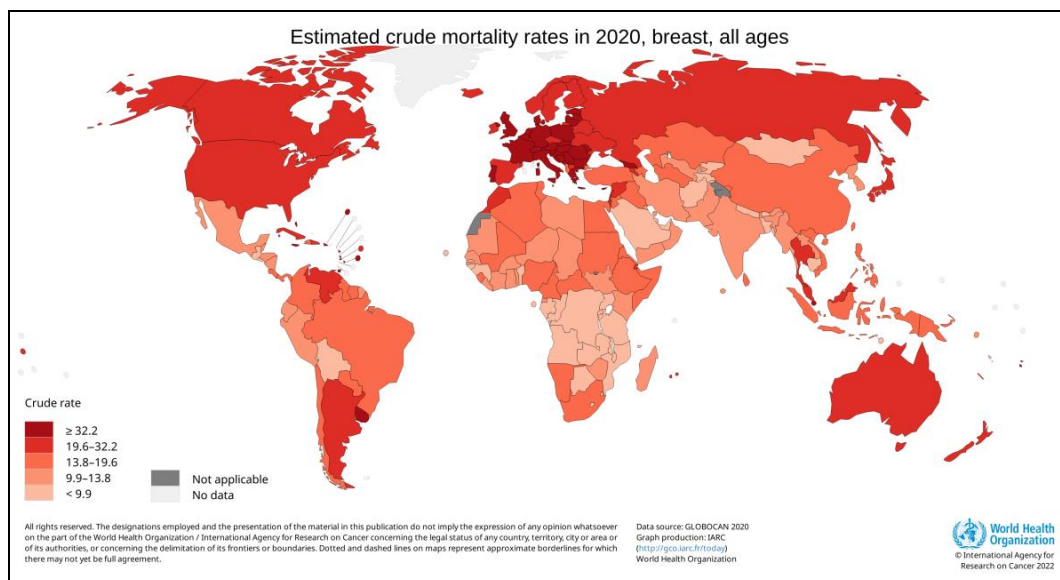 Estimated crude mortality rates in 2020, breast, all ages
Crude rate
≥ 32.2
19.6–32.2
13.8–19.6
9.9–13.8
< 9.9
Not applicable
No data
All rights reserved. The designations employed and the presentation of the material in this publication do not imply the expression of any opinion whatsoever
on the part of the World Health Organization / International Agency for Research on Cancer concerning the legal status of any country, territory, city or area or
of its authorities, or concerning the delimitation of its frontiers or boundaries. Dotted and dashed lines on maps represent approximate borderlines for which
there may not yet be full agreement.
Data source: GLOBOCAN 2020
Graph production: IARC
(http://gco.iarc.fr/today)
World Health Organization
World Health
Organization
© International Agency for
Research on Cancer 2022